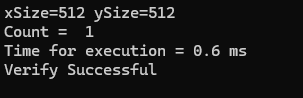 xSize=512 ySize=512
Count =  1
Time for execution = 0.6 ms
Verify Successful